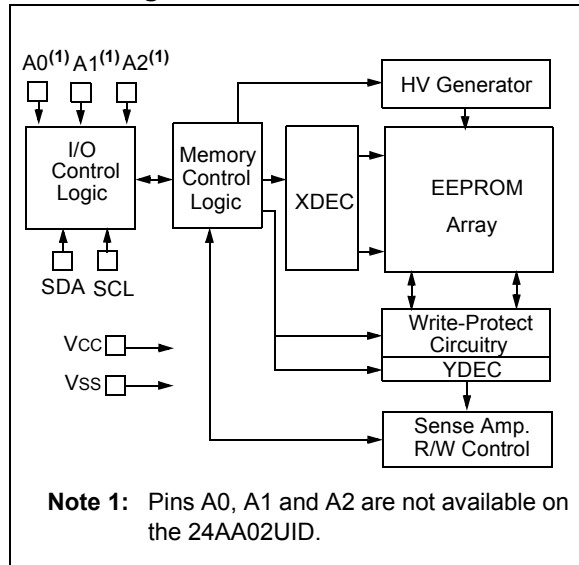 A0(1) A1(1) A2(1)
HV Generator
I/O
Control
Logic
Memory
Control
Logic
XDEC
EEPROM
Array
SDA SCL
Write-Protect
Circuitry
YDEC
VCC
VSS
Sense Amp.
R/W Control
Note 1: Pins A0, A1 and A2 are not available on
the 24AA02UID.